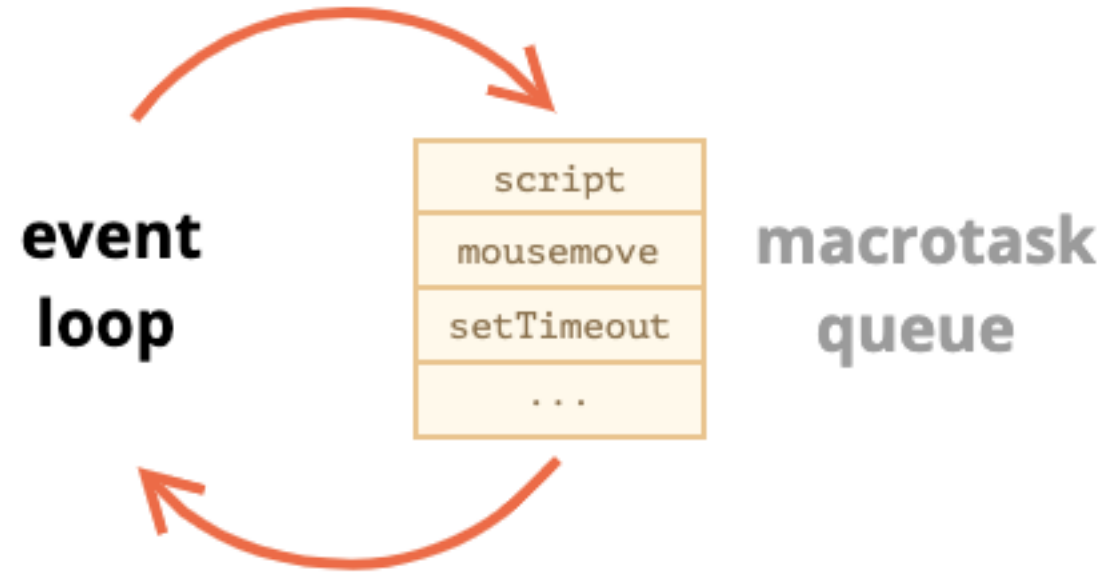 event
loop
script
mousemove
setTimeout
...
macrotask
queue